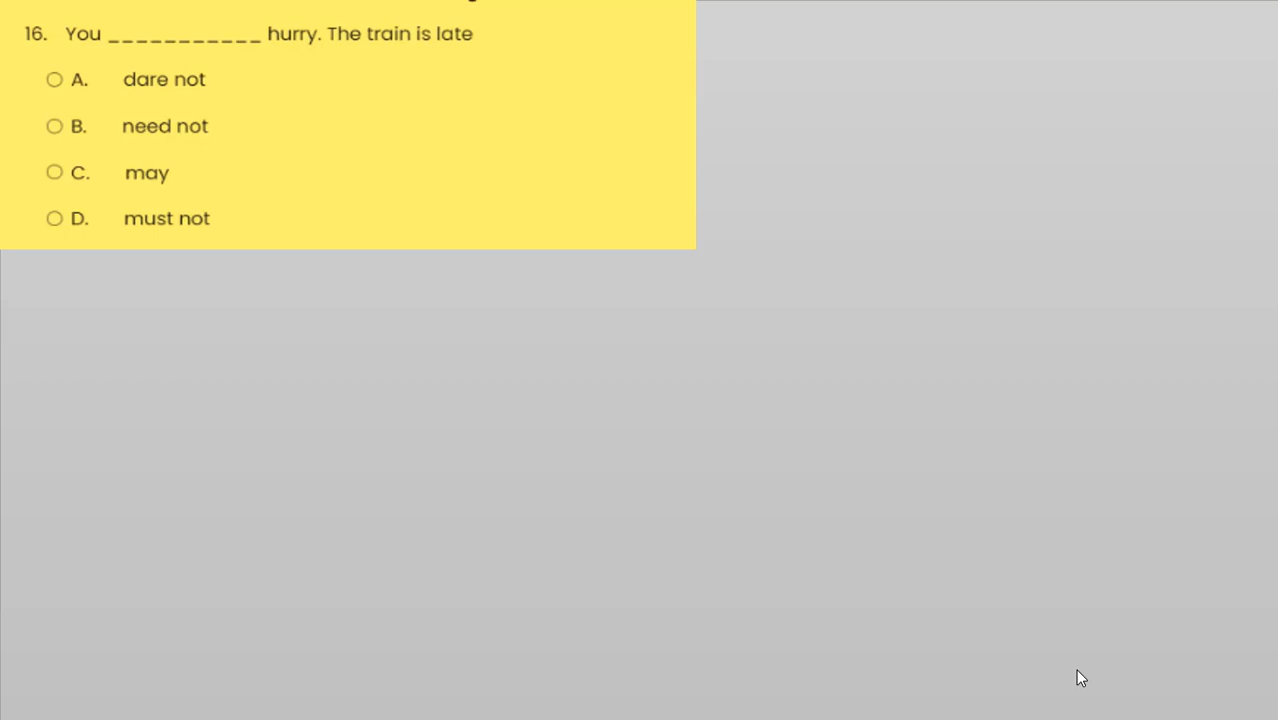 16. You ___________ hurry. The train is late
A. dare not
B. need not
C. may
D. must not